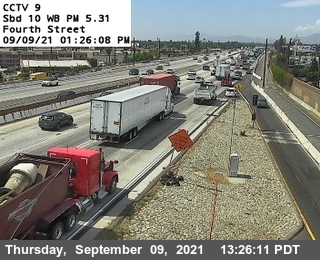 CCTV 9
Sbd 10 WB PM 5.31
Fourth Street
09/09/21 01:26:08 PM
Thursday, September 09, 2021 13:26:11 PDT